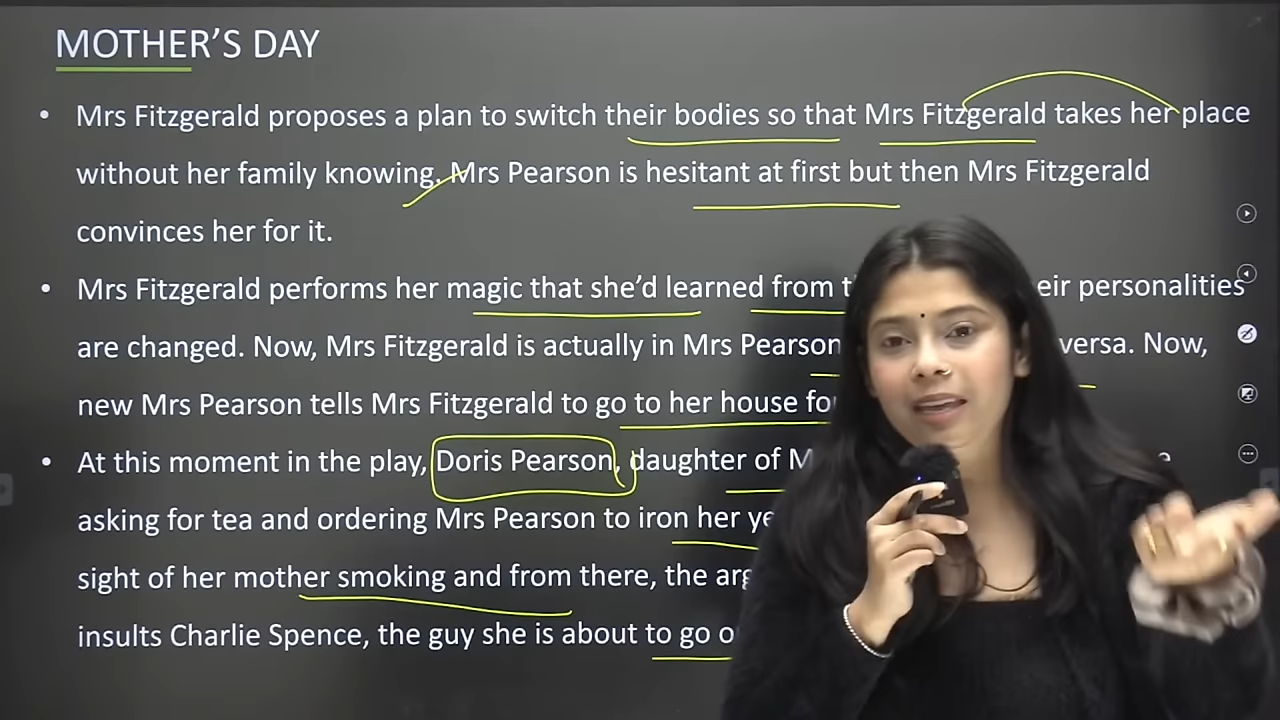 MOTHER'S DAY
• Mrs Fitzgerald proposes a plan to switch their bodies so that Mrs Fitzgerald takes her place
without her family knowing. Mrs Pearson is hesitant at first but then Mrs Fitzgerald
convinces her for it.
• Mrs Fitzgerald performs her magic that she'd learned from personalities
are changed. Now, Mrs Fitzgerald is actually in Mrs Pearson versa. Now,
new Mrs Pearson tells Mrs Fitzgerald to go to her house
• At this moment in the play, Doris Pearson, daughter of
asking for tea and ordering Mrs Pearson to iron her
sight of her mother smoking and from there, the
insults Charlie Spence, the guy she is about to go